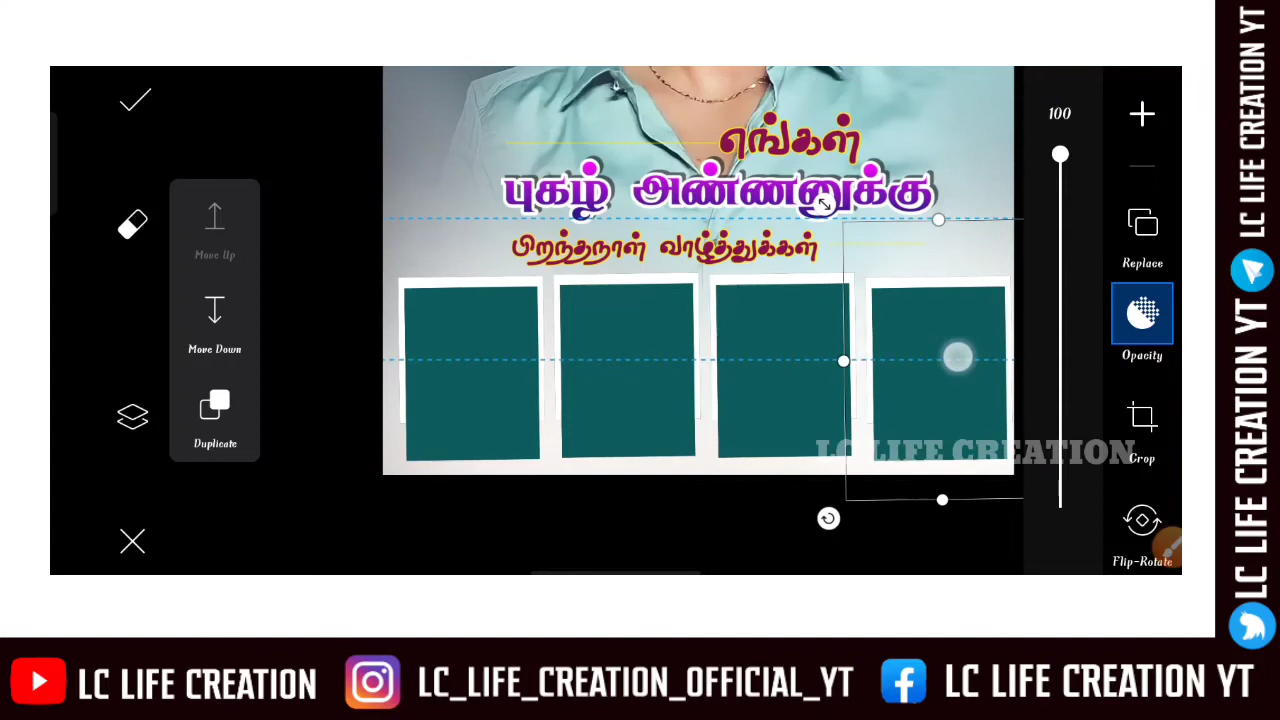 100
எங்கள்
புகழ் அண்ணனுக்கு
பிறந்தநாள் வாழ்த்துக்கள்
Move Up
Move Down
Duplicate
Replace
Opacity
Crop
Flip-Rotate
LC LIFE CREATION
LC LIFE CREATION YT
LC LIFE CREATION YT
LC LIFE CREATION
LC_LIFE_CREATION_OFFICIAL_YT
LC LIFE CREATION YT